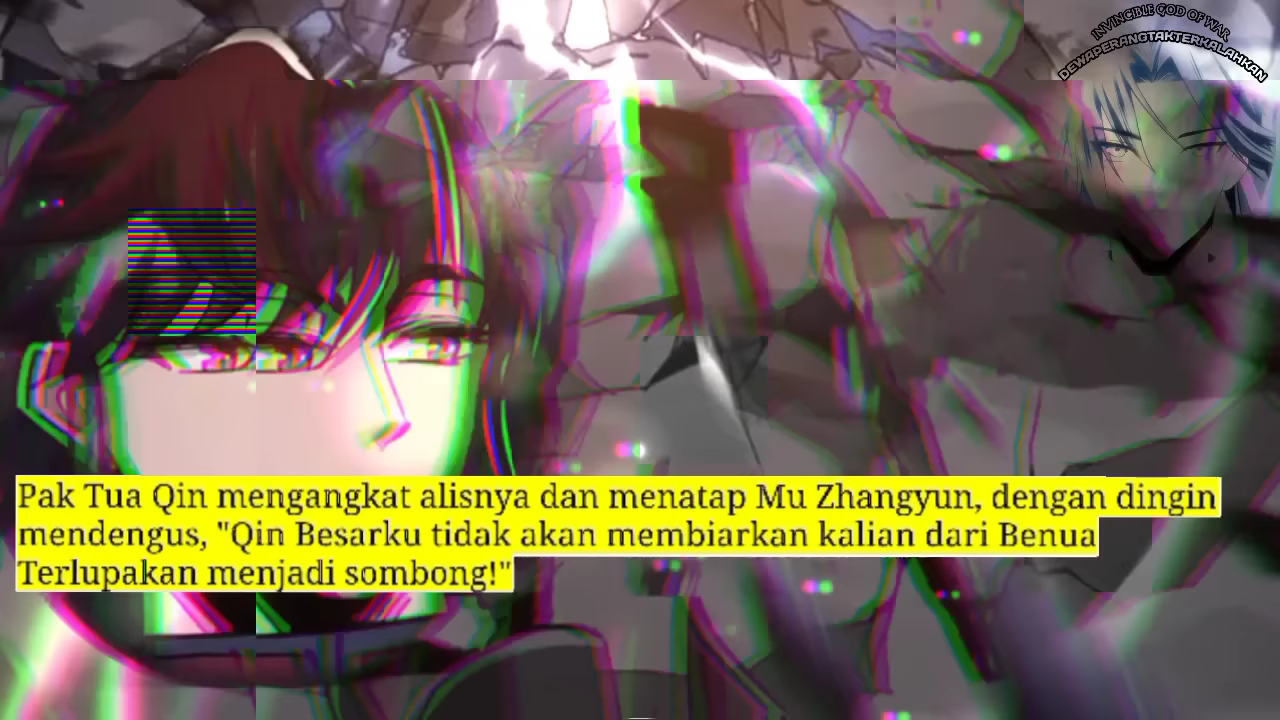 INVINCIBLE GOD OF WAR
DEWAPERANGTAKTERKALAHKAN
Pak Tua Qin mengangkat alisnya dan menatap Mu Zhangyun, dengan dingin
mendengus, "Qin Besarku tidak akan membiarkan kalian dari Benua
Terlupakan menjadi sombong!"